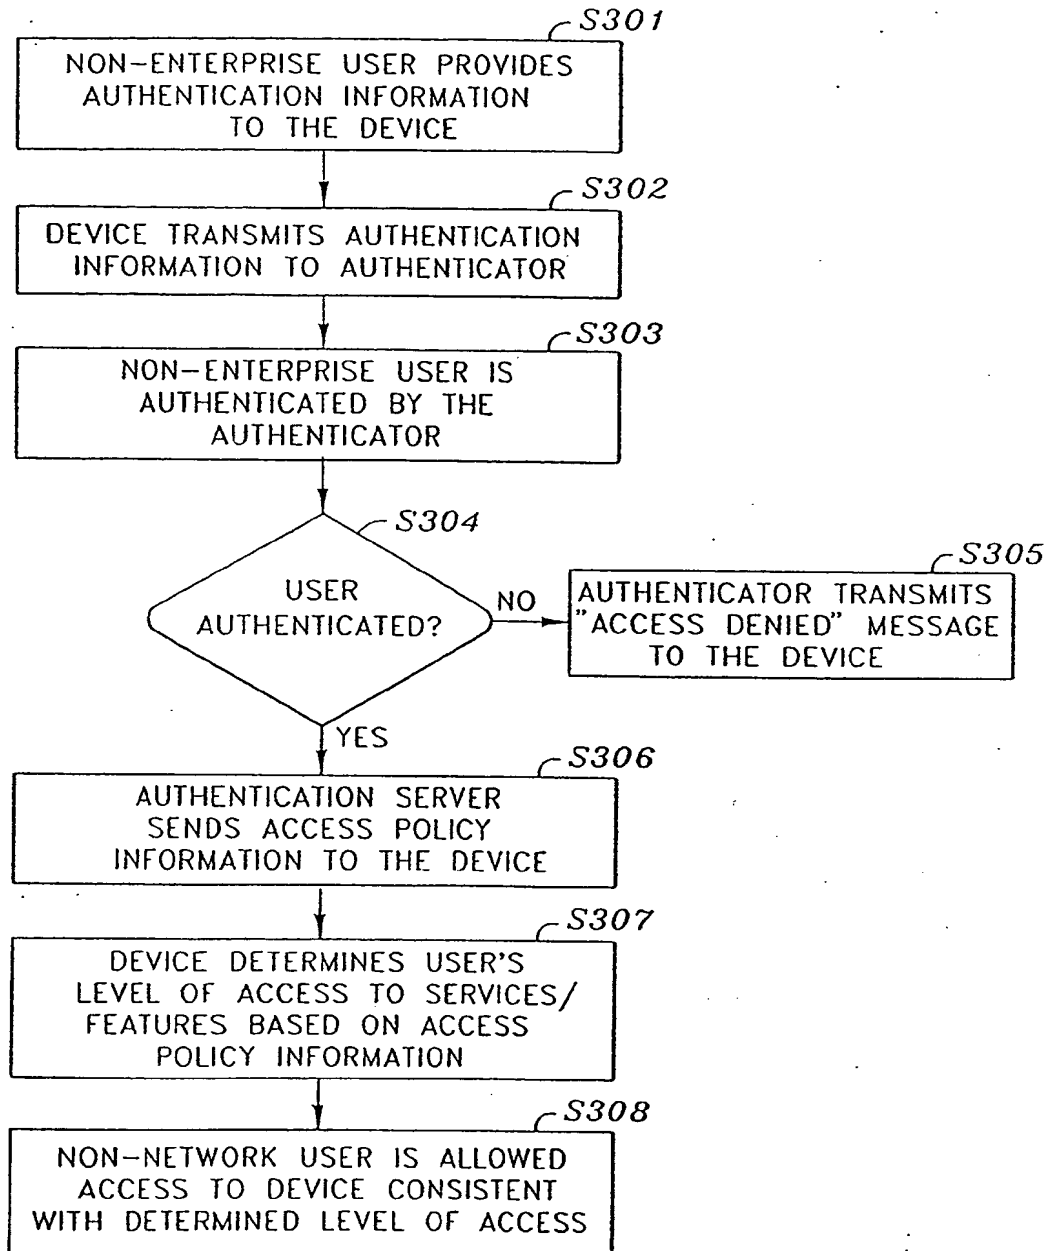 S301
NON-ENTERPRISE USER PROVIDES
AUTHENTICATION INFORMATION
TO THE DEVICE
S302
DEVICE TRANSMITS AUTHENTICATION
INFORMATION TO AUTHENTICATOR
S303
NON-ENTERPRISE USER IS
AUTHENTICATED BY THE
AUTHENTICATOR
S304
USER
AUTHENTICATED?
NO
S305
AUTHENTICATOR TRANSMITS
"ACCESS DENIED" MESSAGE
TO THE DEVICE
YES
S306
AUTHENTICATION SERVER
SENDS ACCESS POLICY
INFORMATION TO THE DEVICE
S307
DEVICE DETERMINES USER'S
LEVEL OF ACCESS TO SERVICES/
FEATURES BASED ON ACCESS
POLICY INFORMATION
S308
NON-NETWORK USER IS ALLOWED
ACCESS TO DEVICE CONSISTENT
WITH DETERMINED LEVEL OF ACCESS